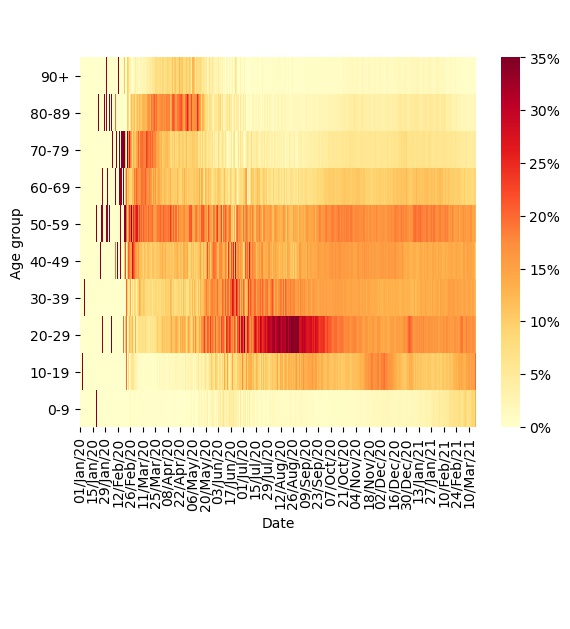 90+
80-89
70-79
60-69
50-59
40-49
30-39
20-29
10-19
0-9
Age group
01/Jan/20
15/Jan/20
29/Jan/20
12/Feb/20
26/Feb/20
11/Mar/20
25/Mar/20
08/Apr/20
22/Apr/20
06/May/20
20/May/20
03/Jun/20
17/Jun/20
01/Jul/20
15/Jul/20
29/Jul/20
12/Aug/20
26/Aug/20
09/Sep/20
23/Sep/20
07/Oct/20
21/Oct/20
04/Nov/20
18/Nov/20
02/Dec/20
16/Dec/20
30/Dec/20
13/Jan/21
27/Jan/21
10/Feb/21
24/Feb/21
10/Mar/21
Date
35%
30%
25%
20%
15%
10%
5%
0%